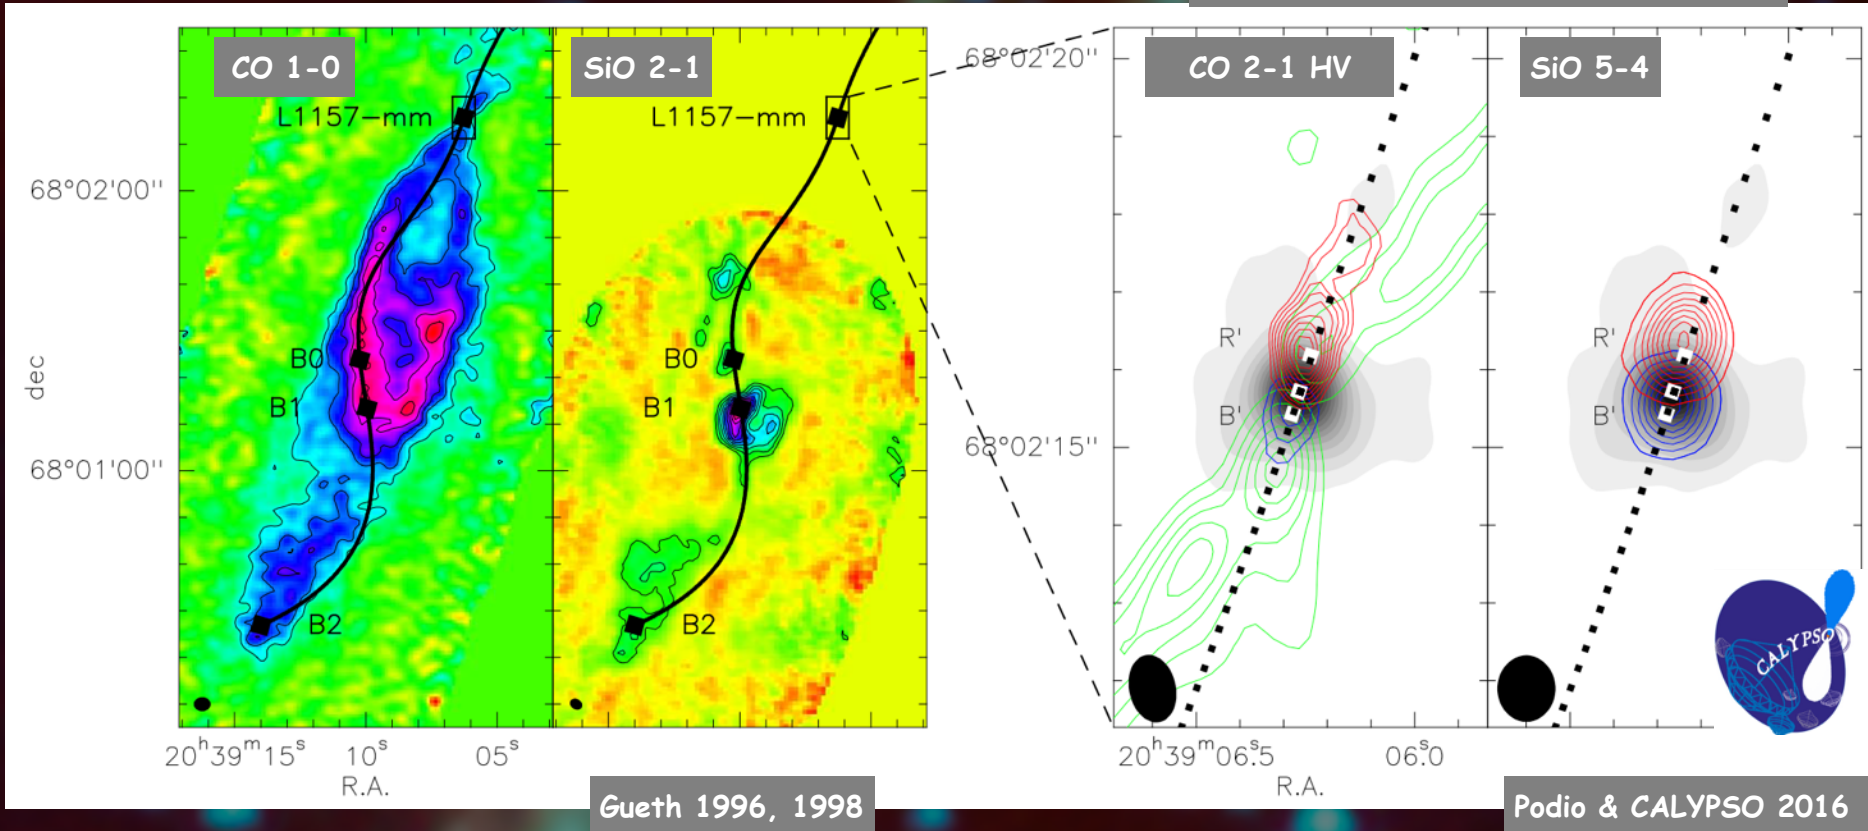 CO 1-0
SiO 2-1
CO 2-1 HV
SiO 5-4
L1157-mm
L1157-mm
68°02'20''
68°02'00''
R'
R'
B0
B0
dec
B1
B1
B'
B'
68°02'15''
68°01'00''
B2
B2
CALYPSO
20ʰ39ᵐ15ˢ
10ˢ
05ˢ
R.A.
20ʰ39ᵐ06.ˢ5
06.ˢ0
R.A.
Gueth 1996, 1998
Podio & CALYPSO 2016